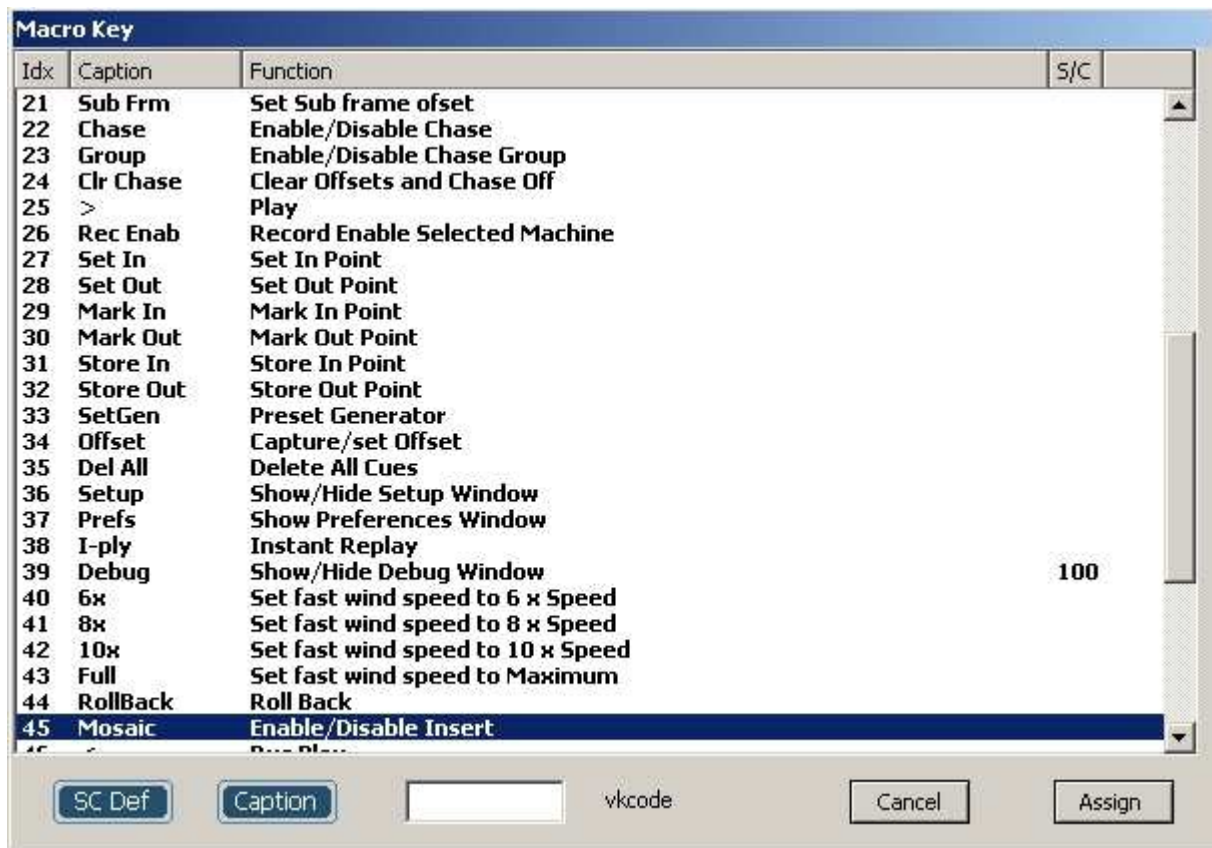 Macro Key
Idx Caption Function S/C
21 Sub Frm Set Sub frame ofset
22 Chase Enable/Disable Chase
23 Group Enable/Disable Chase Group
24 Clr Chase Clear Offsets and Chase Off
25 > Play
26 Rec Enab Record Enable Selected Machine
27 Set In Set In Point
28 Set Out Set Out Point
29 Mark In Mark In Point
30 Mark Out Mark Out Point
31 Store In Store In Point
32 Store Out Store Out Point
33 SetGen Preset Generator
34 Offset Capture/set Offset
35 Del All Delete All Cues
36 Setup Show/Hide Setup Window
37 Prefs Show Preferences Window
38 I-ply Instant Replay
39 Debug Show/Hide Debug Window 100
40 6x Set fast wind speed to 6 x Speed
41 8x Set fast wind speed to 8 x Speed
42 10x Set fast wind speed to 10 x Speed
43 Full Set fast wind speed to Maximum
44 RollBack Roll Back
45 Mosaic Enable/Disable Insert
SC Def Caption vkcode Cancel Assign